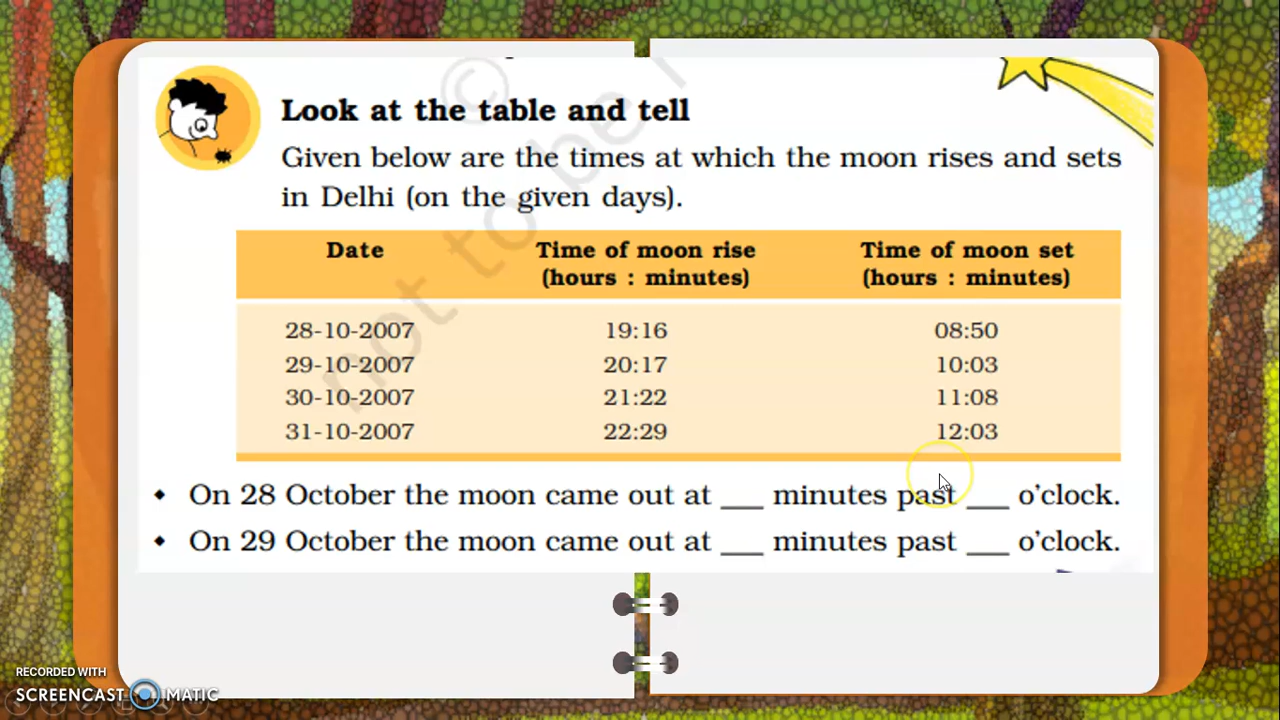 Look at the table and tell
Given below are the times at which the moon rises and sets
in Delhi (on the given days).
Date Time of moon rise Time of moon set
(hours : minutes) (hours : minutes)
28-10-2007 19:16 08:50
29-10-2007 20:17 10:03
30-10-2007 21:22 11:08
31-10-2007 22:29 12:03
• On 28 October the moon came out at ___ minutes past ___ o’clock.
• On 29 October the moon came out at ___ minutes past ___ o’clock.
© not to be r
RECORDED WITH
SCREENCAST MATIC